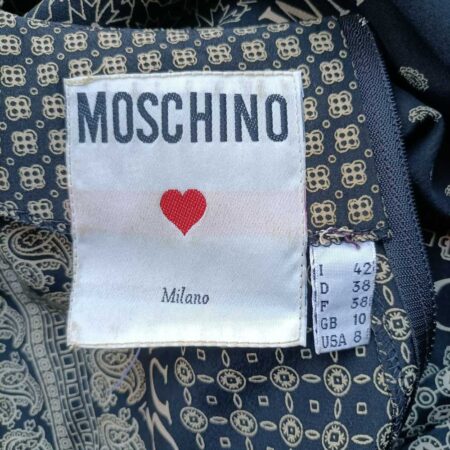 MOSCHINO
Milano
I 42
D 38
F 38
GB 10
USA 8